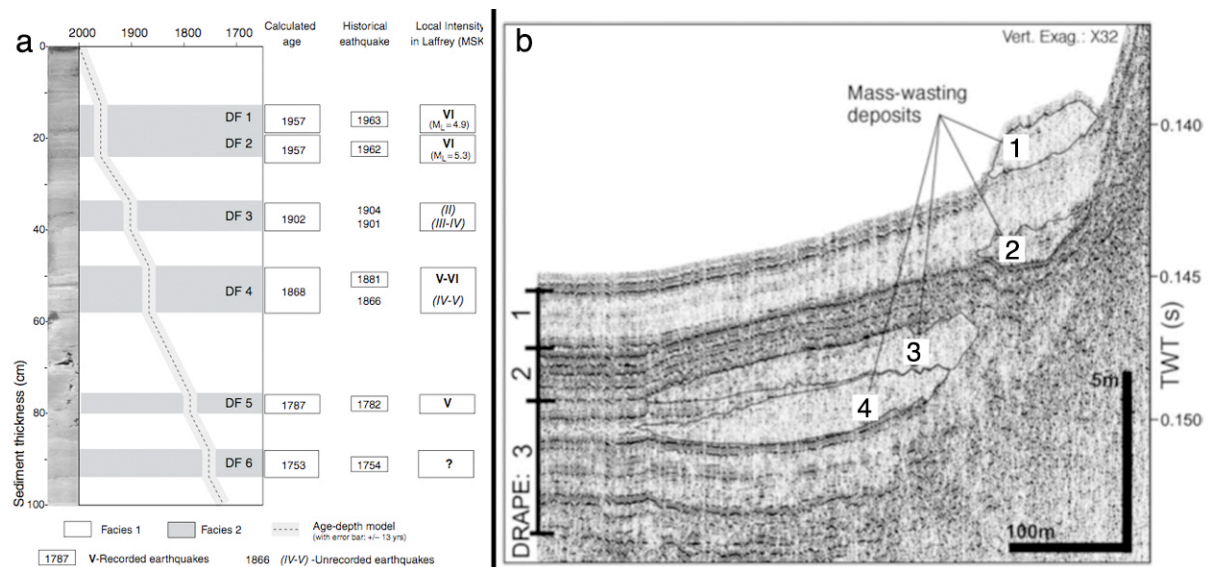 a
Calculated age
Historical eathquake
Local Intensity in Laffrey (MSK
2000 1900 1800 1700
0
20
40
60
80
100
Sediment thickness (cm)
DF 1 1957 1963 VI
(ML=4.9)
DF 2 1957 1962 VI
(ML=5.3)
DF 3 1902 1904 (II)
1901 (III-IV)
DF 4 1868 1881 V-VI
1866 (IV-V)
DF 5 1787 1782 V
DF 6 1753 1754 ?
Facies 1 Facies 2 Age-depth model
(with error bar: +/- 13 yrs)
1787 V-Recorded earthquakes 1866 (IV-V) -Unrecorded earthquakes
b
Vert. Exag.: X32
Mass-wasting
deposits
1
2
3
4
0.140
0.145
0.150
TWT (s)
5m
100m
DRAPE: 3 2 1